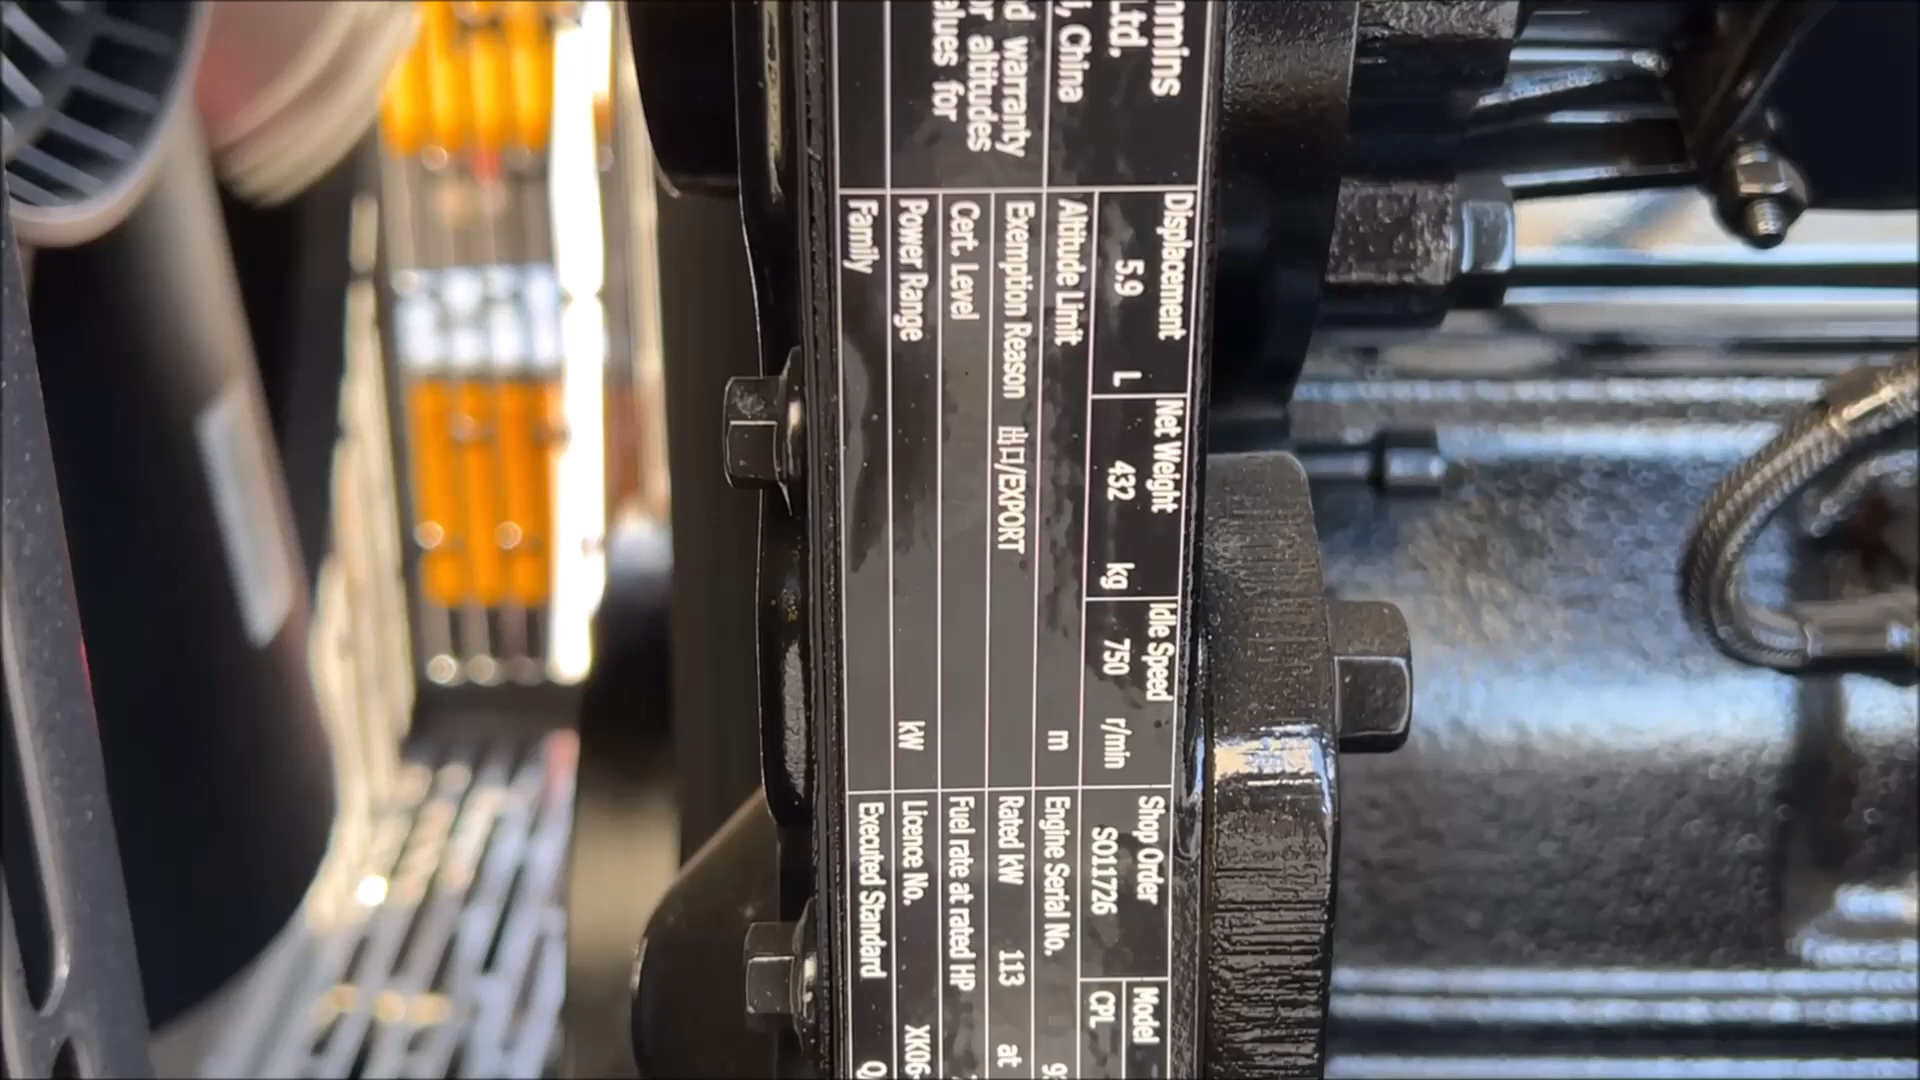 mmins
Ltd.
, China
d warranty
or altitudes
alues for
Displacement
5.9 L
Net Weight
432 kg
Idle Speed
750 r/min
Altitude Limit m
Exemption Reason 出口/EXPORT
Cert. Level
Power Range kW
Family
Shop Order
SO11726
Model
CPL
Engine Serial No. 9
Rated kW 113 at
Fuel rate at rated HP
Licence No. XK06-
Executed Standard Q